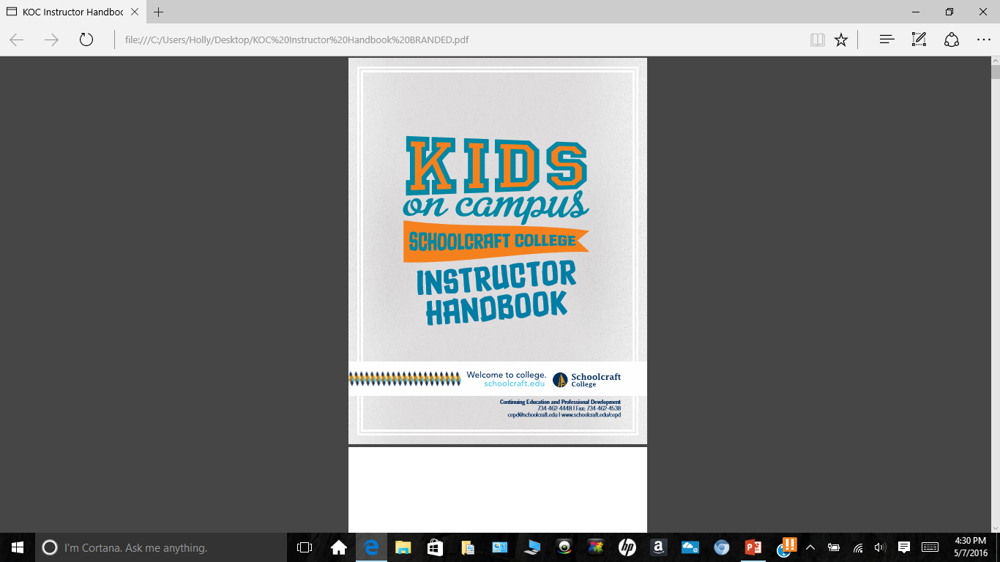 KOC Instructor Handboo
file:///C:/Users/Holly/Desktop/KOC%20Instructor%20Handbook%20BRANDED.pdf
KIDS
on campus
SCHOOLCRAFT COLLEGE
INSTRUCTOR
HANDBOOK
Welcome to college.
schoolcraft.edu
Schoolcraft
College
Continuing Education and Professional Development
734-462-4448 | Fax: 734-462-4538
cepd@schoolcraft.edu | www.schoolcraft.edu/cepd
I'm Cortana. Ask me anything.
4:30 PM
5/7/2016